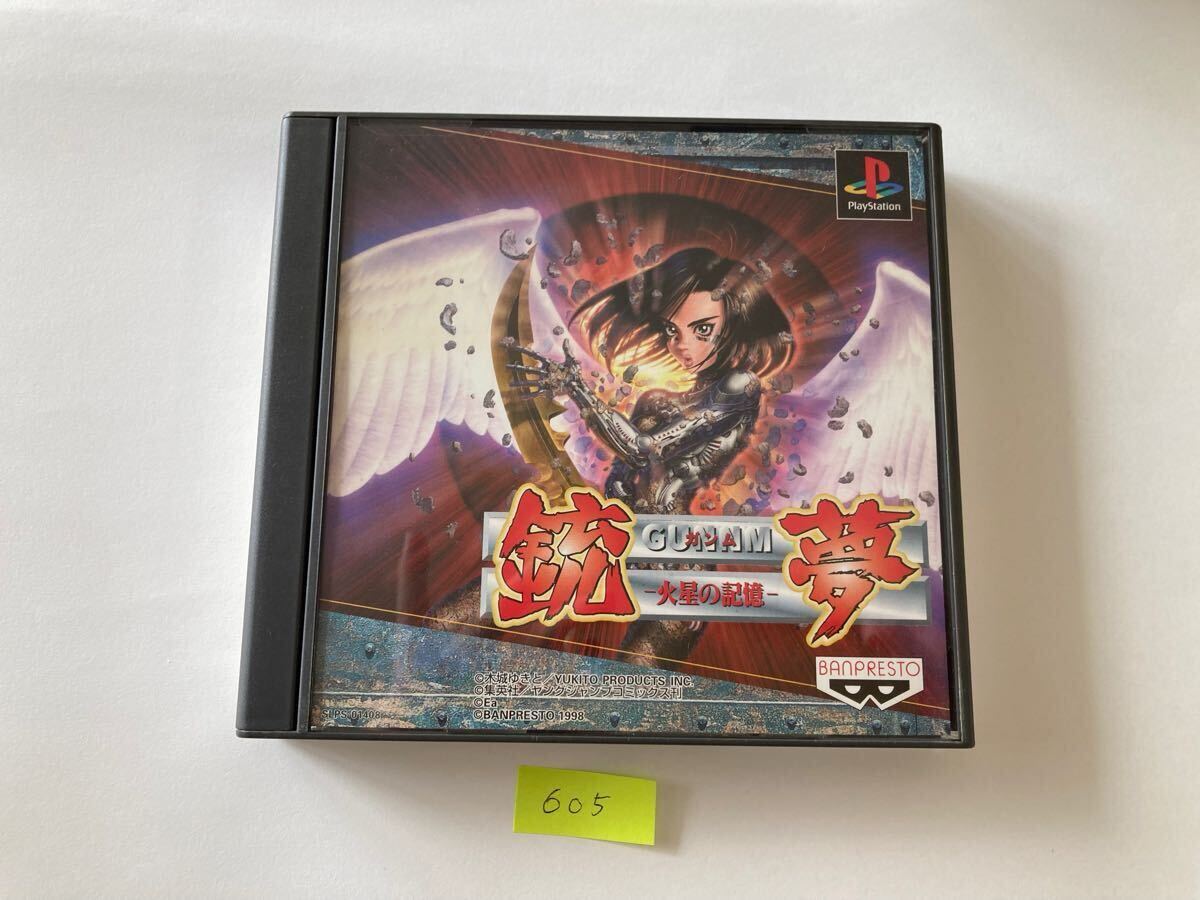 PlayStation
銃夢
GUNNM
ガンム
-火星の記憶-
BANPRESTO
©木城ゆきと/YUKITO PRODUCTS INC.
©集英社/ヤングジャンプコミックス刊
©Ea
©BANPRESTO 1998
SLPS 01408
605